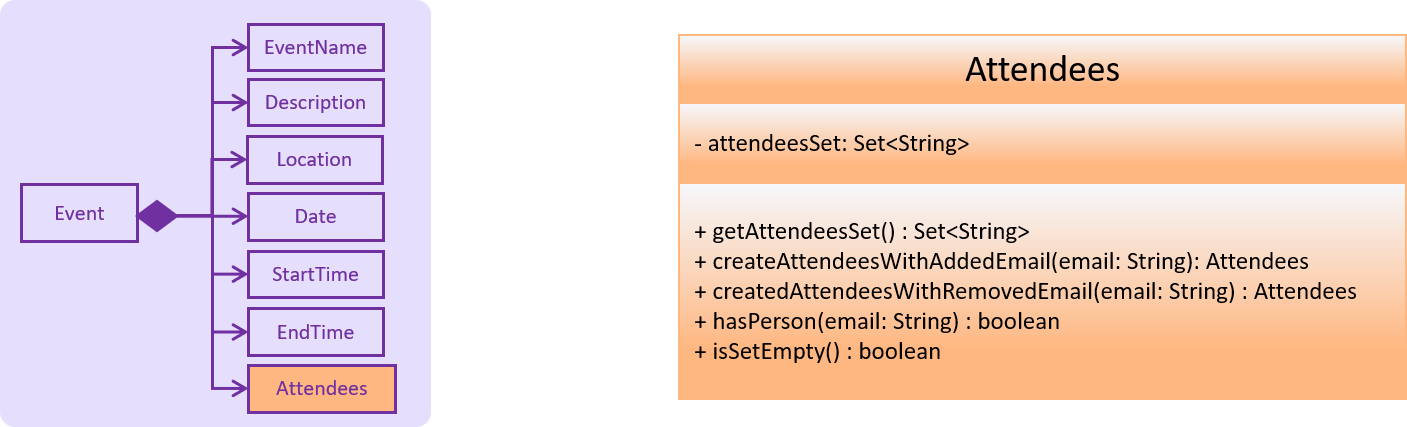 Event
EventName
Description
Location
Date
StartTime
EndTime
Attendees
Attendees
- attendeesSet: Set<String>
+ getAttendeesSet() : Set<String>
+ createAttendeesWithAddedEmail(email: String): Attendees
+ createdAttendeesWithRemovedEmail(email: String) : Attendees
+ hasPerson(email: String) : boolean
+ isSetEmpty() : boolean